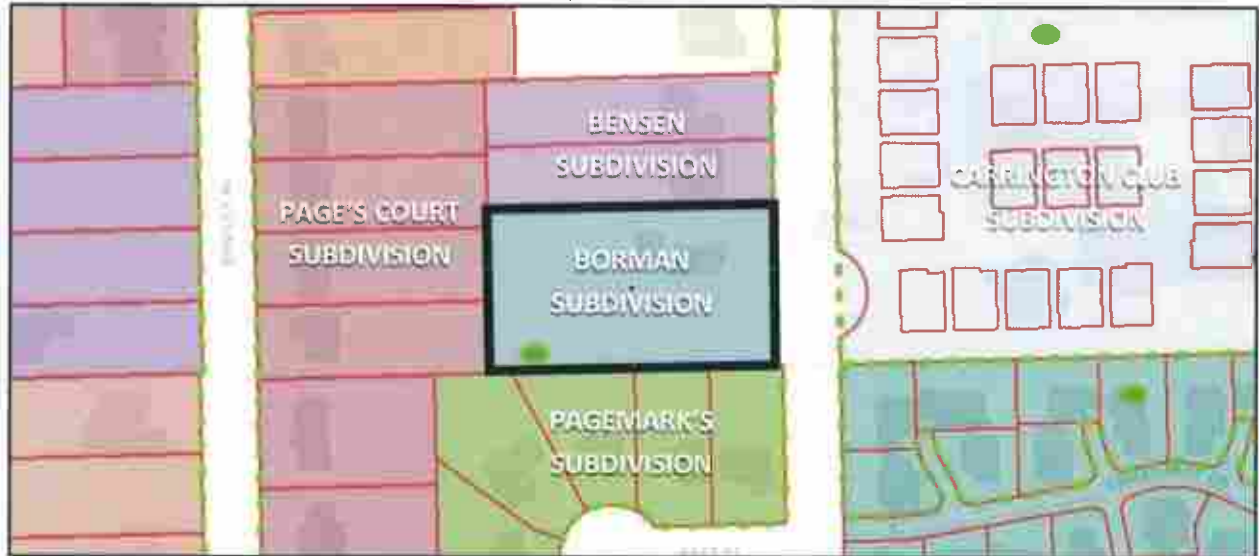 BENSEN
SUBDIVISION
PAGE'S COURT
SUBDIVISION
CARRINGTON CLUB
SUBDIVISION
BORMAN
SUBDIVISION
PAGEMARK'S
SUBDIVISION